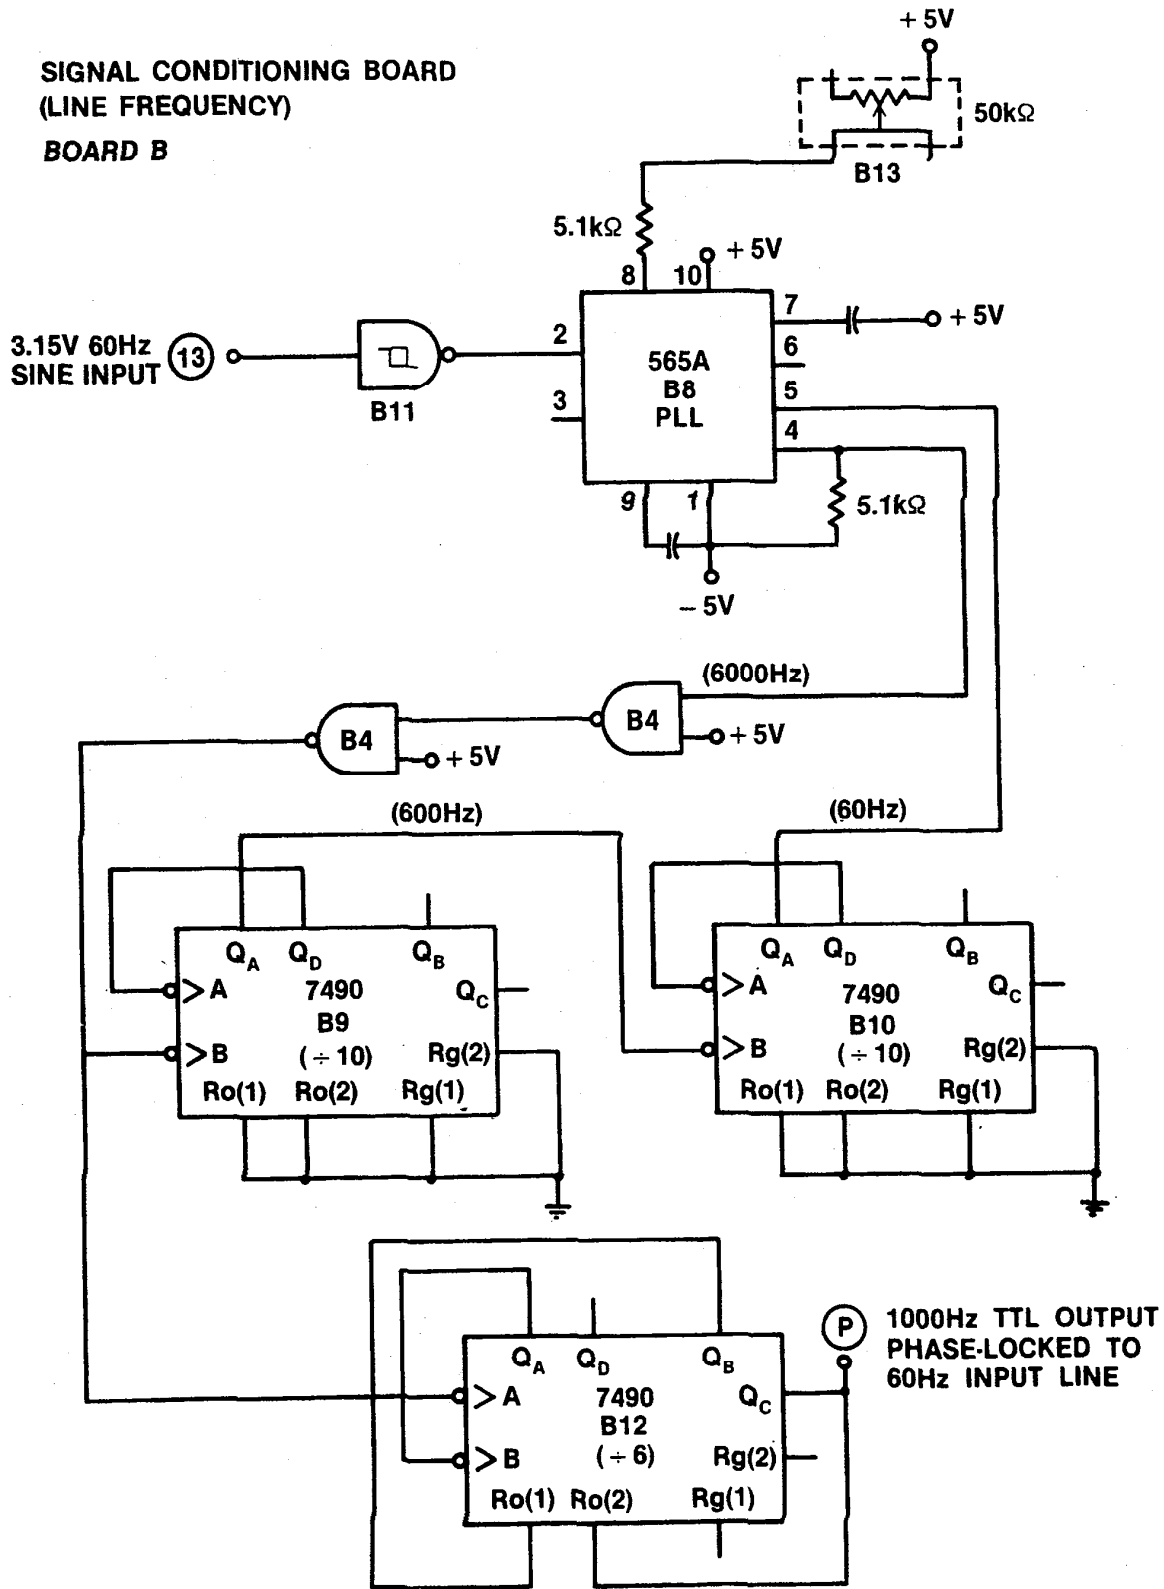 SIGNAL CONDITIONING BOARD
(LINE FREQUENCY)
BOARD B
+ 5V
50kΩ
B13
5.1kΩ
+ 5V
8
10
3.15V 60Hz
SINE INPUT
13
B11
2
3
565A
B8
PLL
7
6
5
4
+ 5V
9
1
5.1kΩ
– 5V
(6000Hz)
B4
+ 5V
B4
+ 5V
(600Hz)
(60Hz)
QA
QD
QB
A
7490
QC
B9
B
(÷10)
Rg(2)
Ro(1)
Ro(2)
Rg(1)
QA
QD
QB
A
7490
QC
B10
B
(÷10)
Rg(2)
Ro(1)
Ro(2)
Rg(1)
P
1000Hz TTL OUTPUT
PHASE-LOCKED TO
60Hz INPUT LINE
QA
QD
QB
A
7490
QC
B12
B
(÷6)
Rg(2)
Ro(1)
Ro(2)
Rg(1)